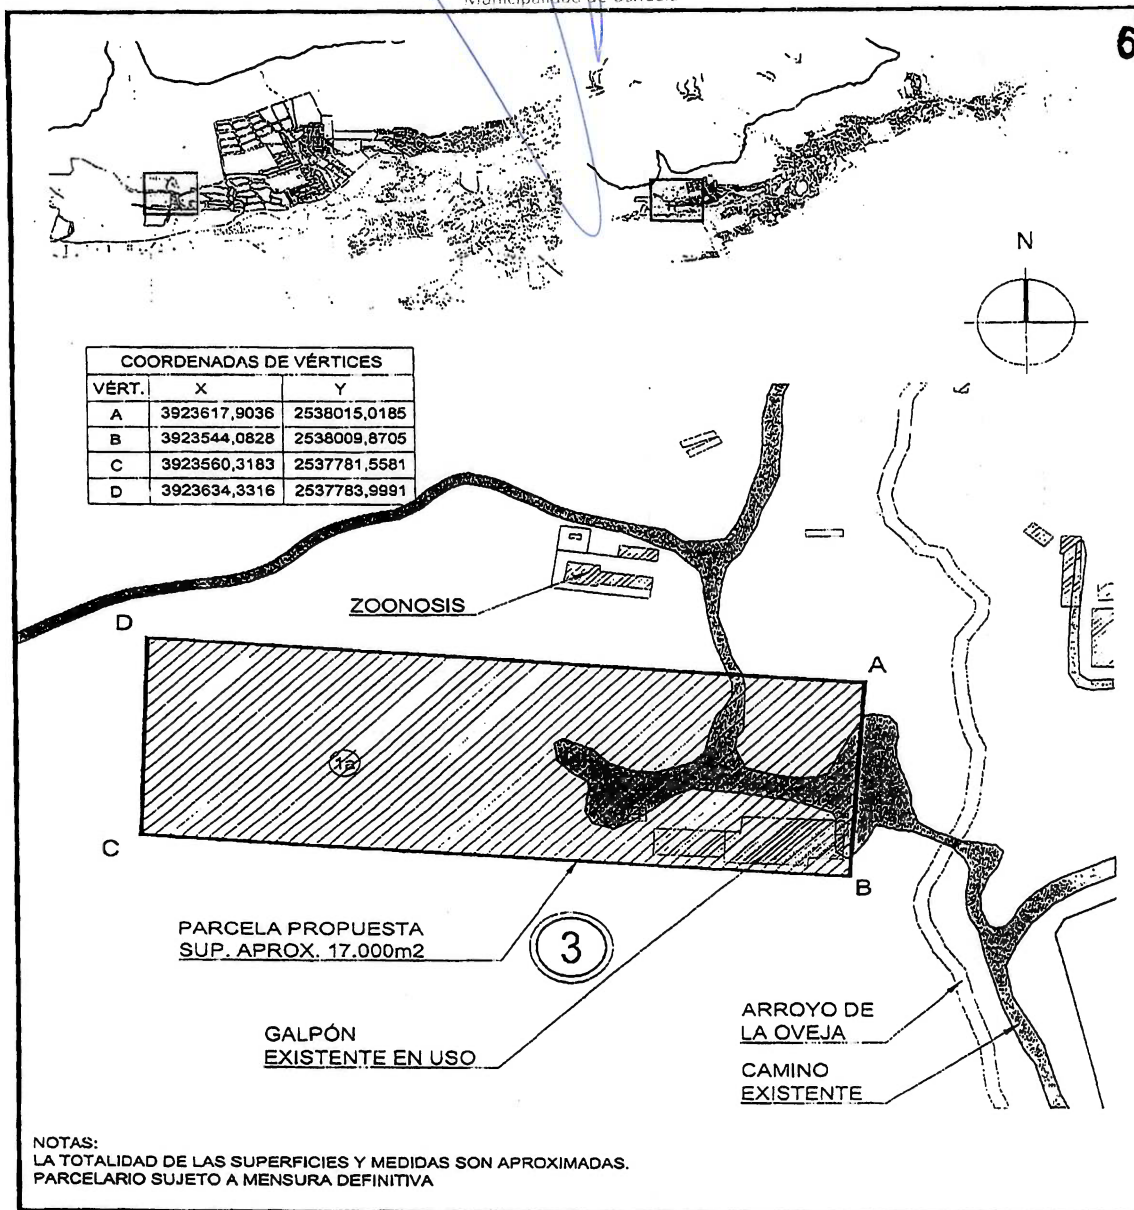 6
N
COORDENADAS DE VÉRTICES
VÉRT. X Y
A 3923617,9036 2538015,0185
B 3923544,0828 2538009,8705
C 3923560,3183 2537781,5581
D 3923634,3316 2537783,9991
ZOONOSIS
D
A
1a
C
B
PARCELA PROPUESTA
SUP. APROX. 17.000m2
3
GALPÓN
EXISTENTE EN USO
ARROYO DE
LA OVEJA
CAMINO
EXISTENTE
NOTAS:
LA TOTALIDAD DE LAS SUPERFICIES Y MEDIDAS SON APROXIMADAS.
PARCELARIO SUJETO A MENSURA DEFINITIVA